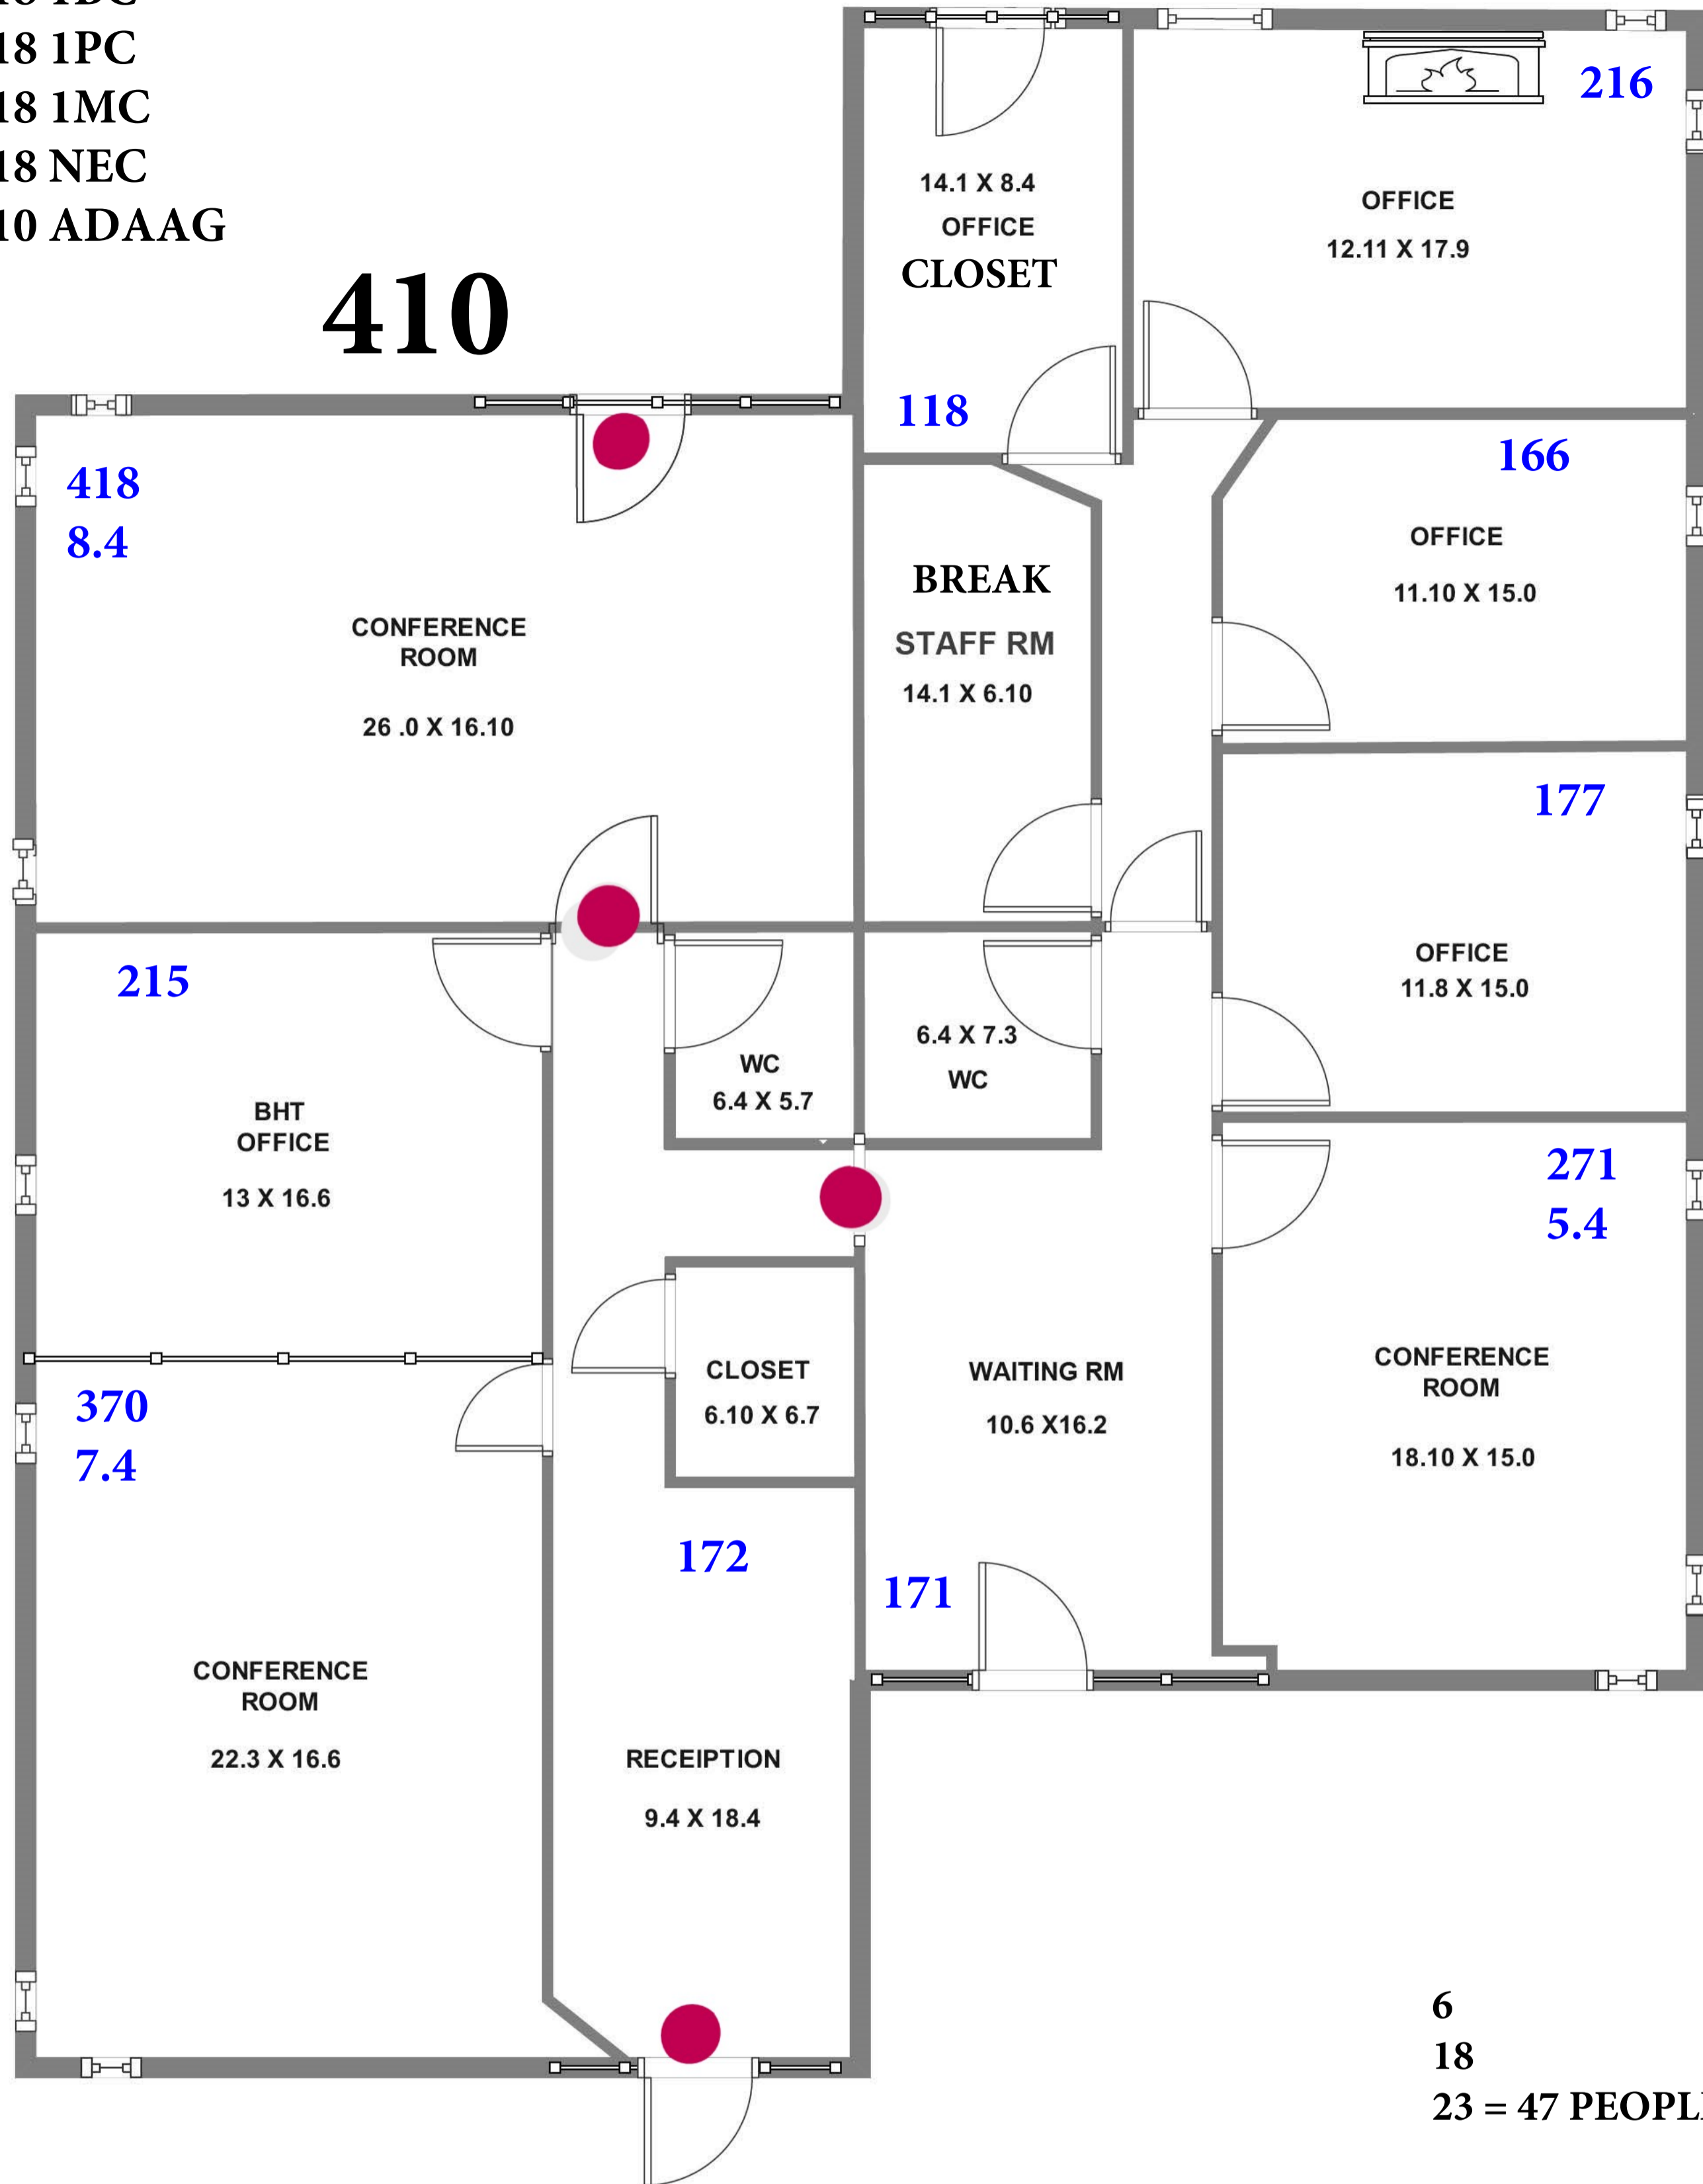 18 1PC
18 1MC
18 NEC
10 ADAAG
410
14.1 X 8.4
OFFICE
CLOSET
118
216
OFFICE
12.11 X 17.9
418
8.4
CONFERENCE
ROOM
26 .0 X 16.10
BREAK
STAFF RM
14.1 X 6.10
166
OFFICE
11.10 X 15.0
177
OFFICE
11.8 X 15.0
215
BHT
OFFICE
13 X 16.6
WC
6.4 X 5.7
6.4 X 7.3
WC
271
5.4
CONFERENCE
ROOM
18.10 X 15.0
370
7.4
CONFERENCE
ROOM
22.3 X 16.6
CLOSET
6.10 X 6.7
WAITING RM
10.6 X16.2
171
172
RECEIPTION
9.4 X 18.4
6
18
23 = 47 PEOPL